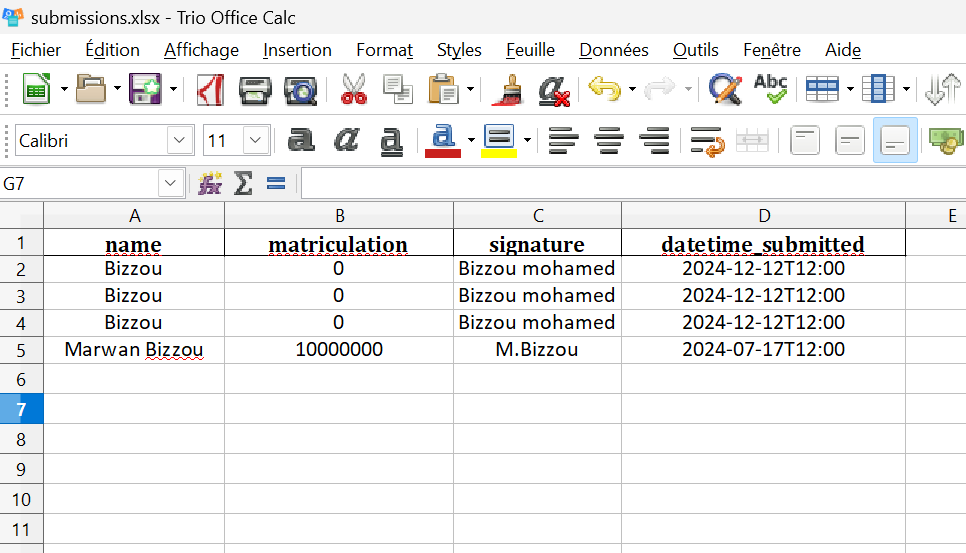 submissions.xlsx - Trio Office Calc
Fichier Édition Affichage Insertion Format Styles Feuille Données Outils Fenêtre Aide
Abc
Calibri 11 a a a a
G7 fx Σ =
A B C D E
1 name matriculation signature datetime_submitted
2 Bizzou 0 Bizzou mohamed 2024-12-12T12:00
3 Bizzou 0 Bizzou mohamed 2024-12-12T12:00
4 Bizzou 0 Bizzou mohamed 2024-12-12T12:00
5 Marwan Bizzou 10000000 M.Bizzou 2024-07-17T12:00
6
7
8
9
10
11